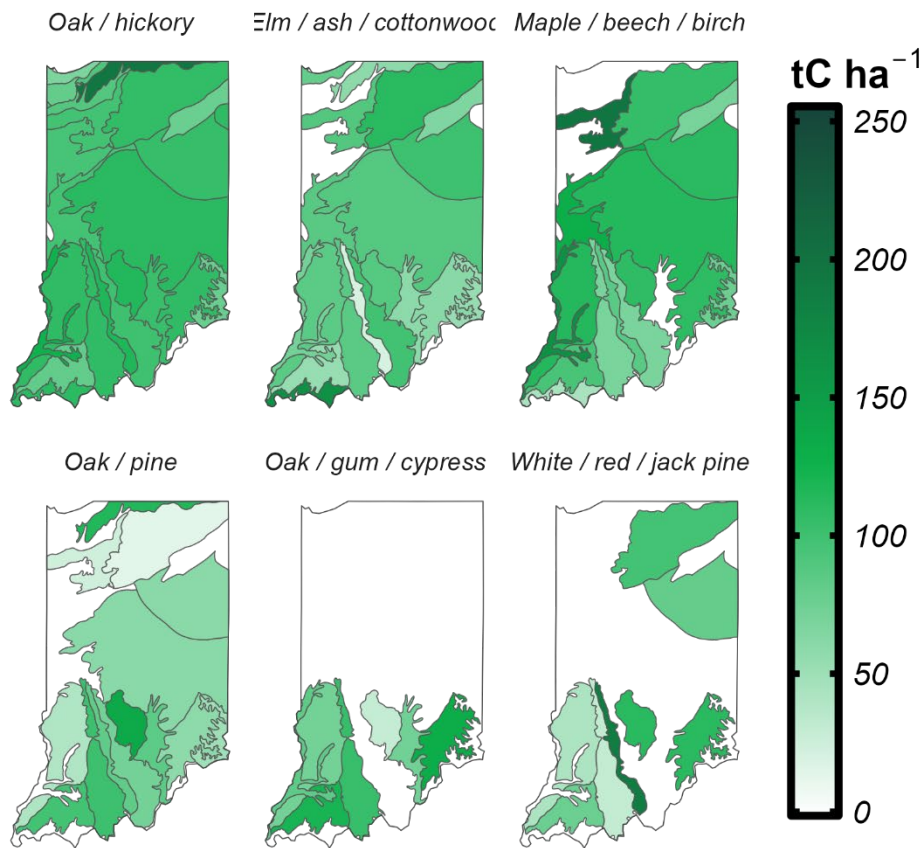 Oak / hickory
Elm / ash / cottonwood
Maple / beech / birch
tC ha⁻¹
250
200
150
100
50
0
Oak / pine
Oak / gum / cypress
White / red / jack pine